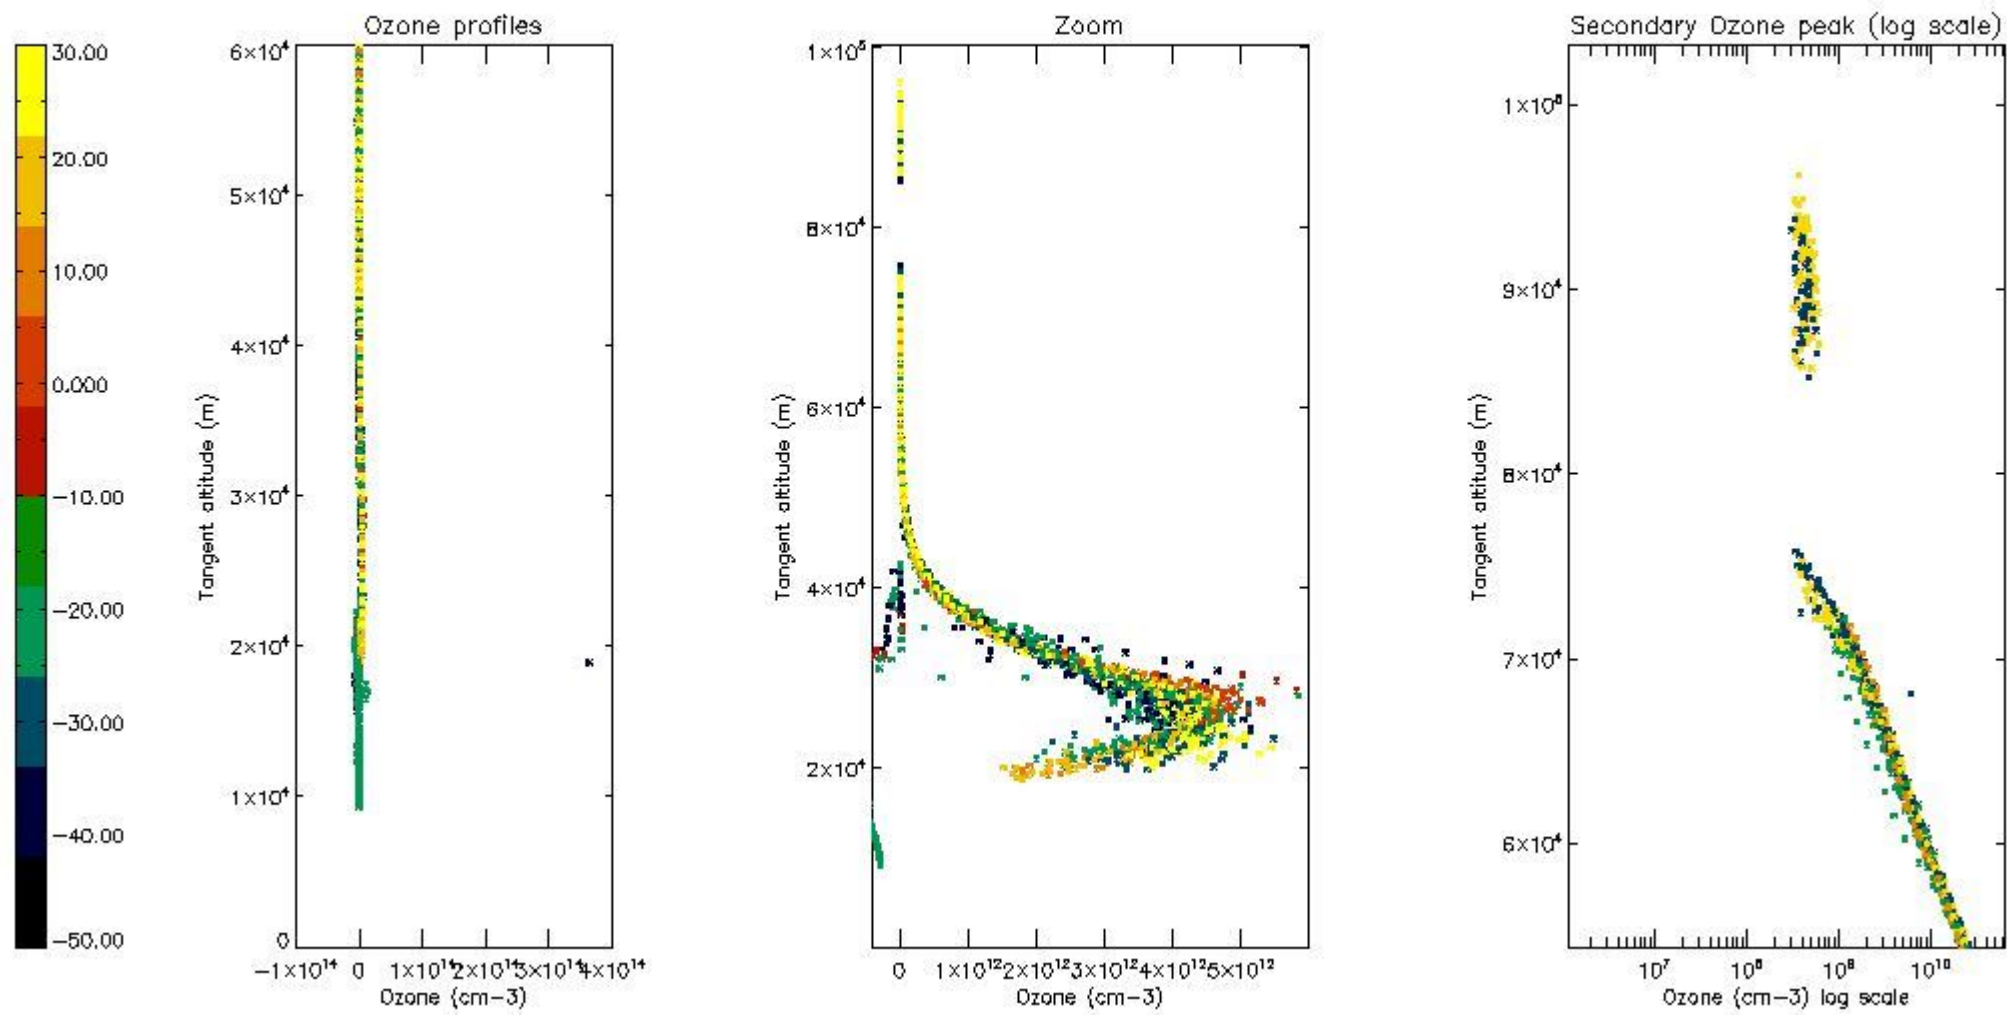 Ozone profiles
Zoom
Secondary Ozone peak (log scale)
30.00
20.00
10.00
0.000
−10.00
−20.00
−30.00
−40.00
−50.00
Tangent altitude (m)
6×10⁴
5×10⁴
4×10⁴
3×10⁴
2×10⁴
1×10⁴
0
−1×10¹⁴ 0 1×10¹⁴ 2×10¹⁴ 3×10¹⁴ 4×10¹⁴
Ozone (cm−3)
Tangent altitude (m)
1×10⁵
8×10⁴
6×10⁴
4×10⁴
2×10⁴
0 1×10¹² 2×10¹² 3×10¹² 4×10¹² 5×10¹²
Ozone (cm−3)
Tangent altitude (m)
1×10⁵
9×10⁴
8×10⁴
7×10⁴
6×10⁴
10⁷ 10⁸ 10⁹ 10¹⁰
Ozone (cm−3) log scale